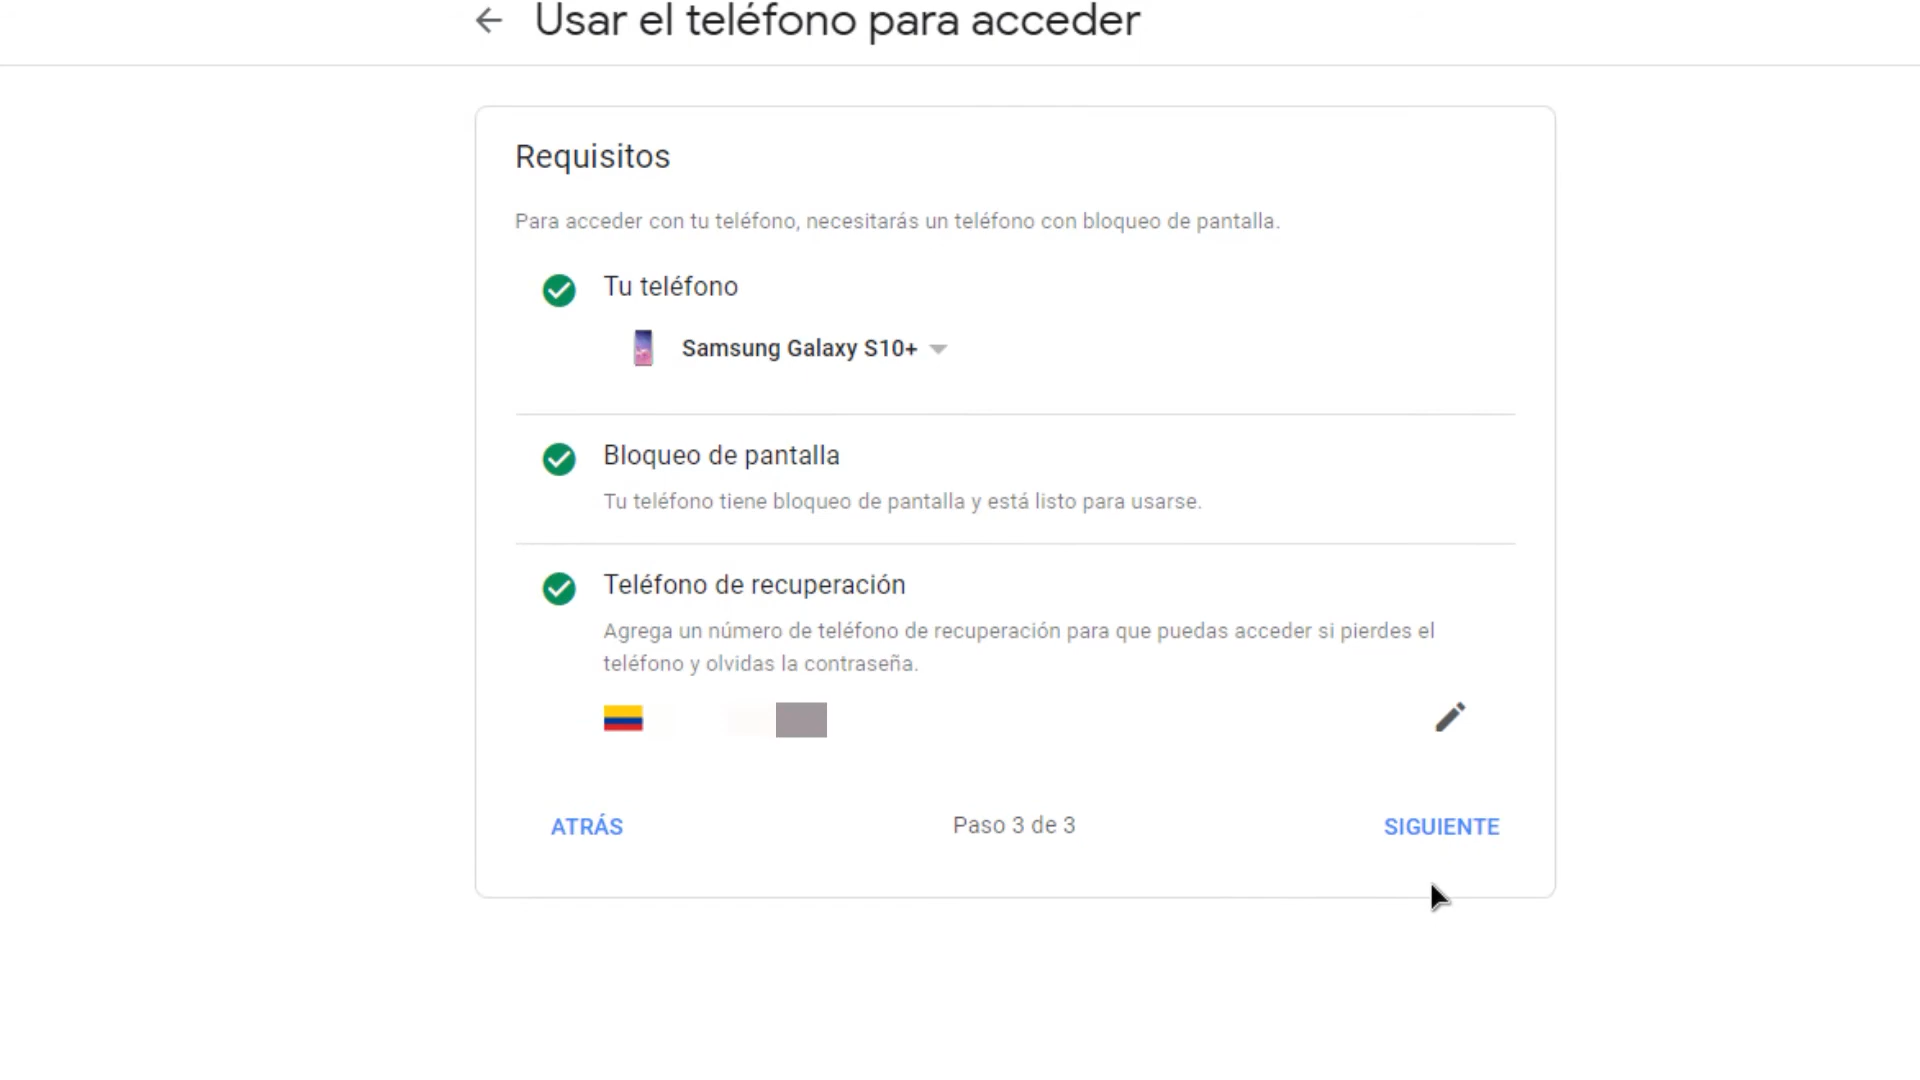 Usar el teléfono para acceder
Requisitos
Para acceder con tu teléfono, necesitarás un teléfono con bloqueo de pantalla.
Tu teléfono
Samsung Galaxy S10+
Bloqueo de pantalla
Tu teléfono tiene bloqueo de pantalla y está listo para usarse.
Teléfono de recuperación
Agrega un número de teléfono de recuperación para que puedas acceder si pierdes el
teléfono y olvidas la contraseña.
ATRÁS
Paso 3 de 3
SIGUIENTE